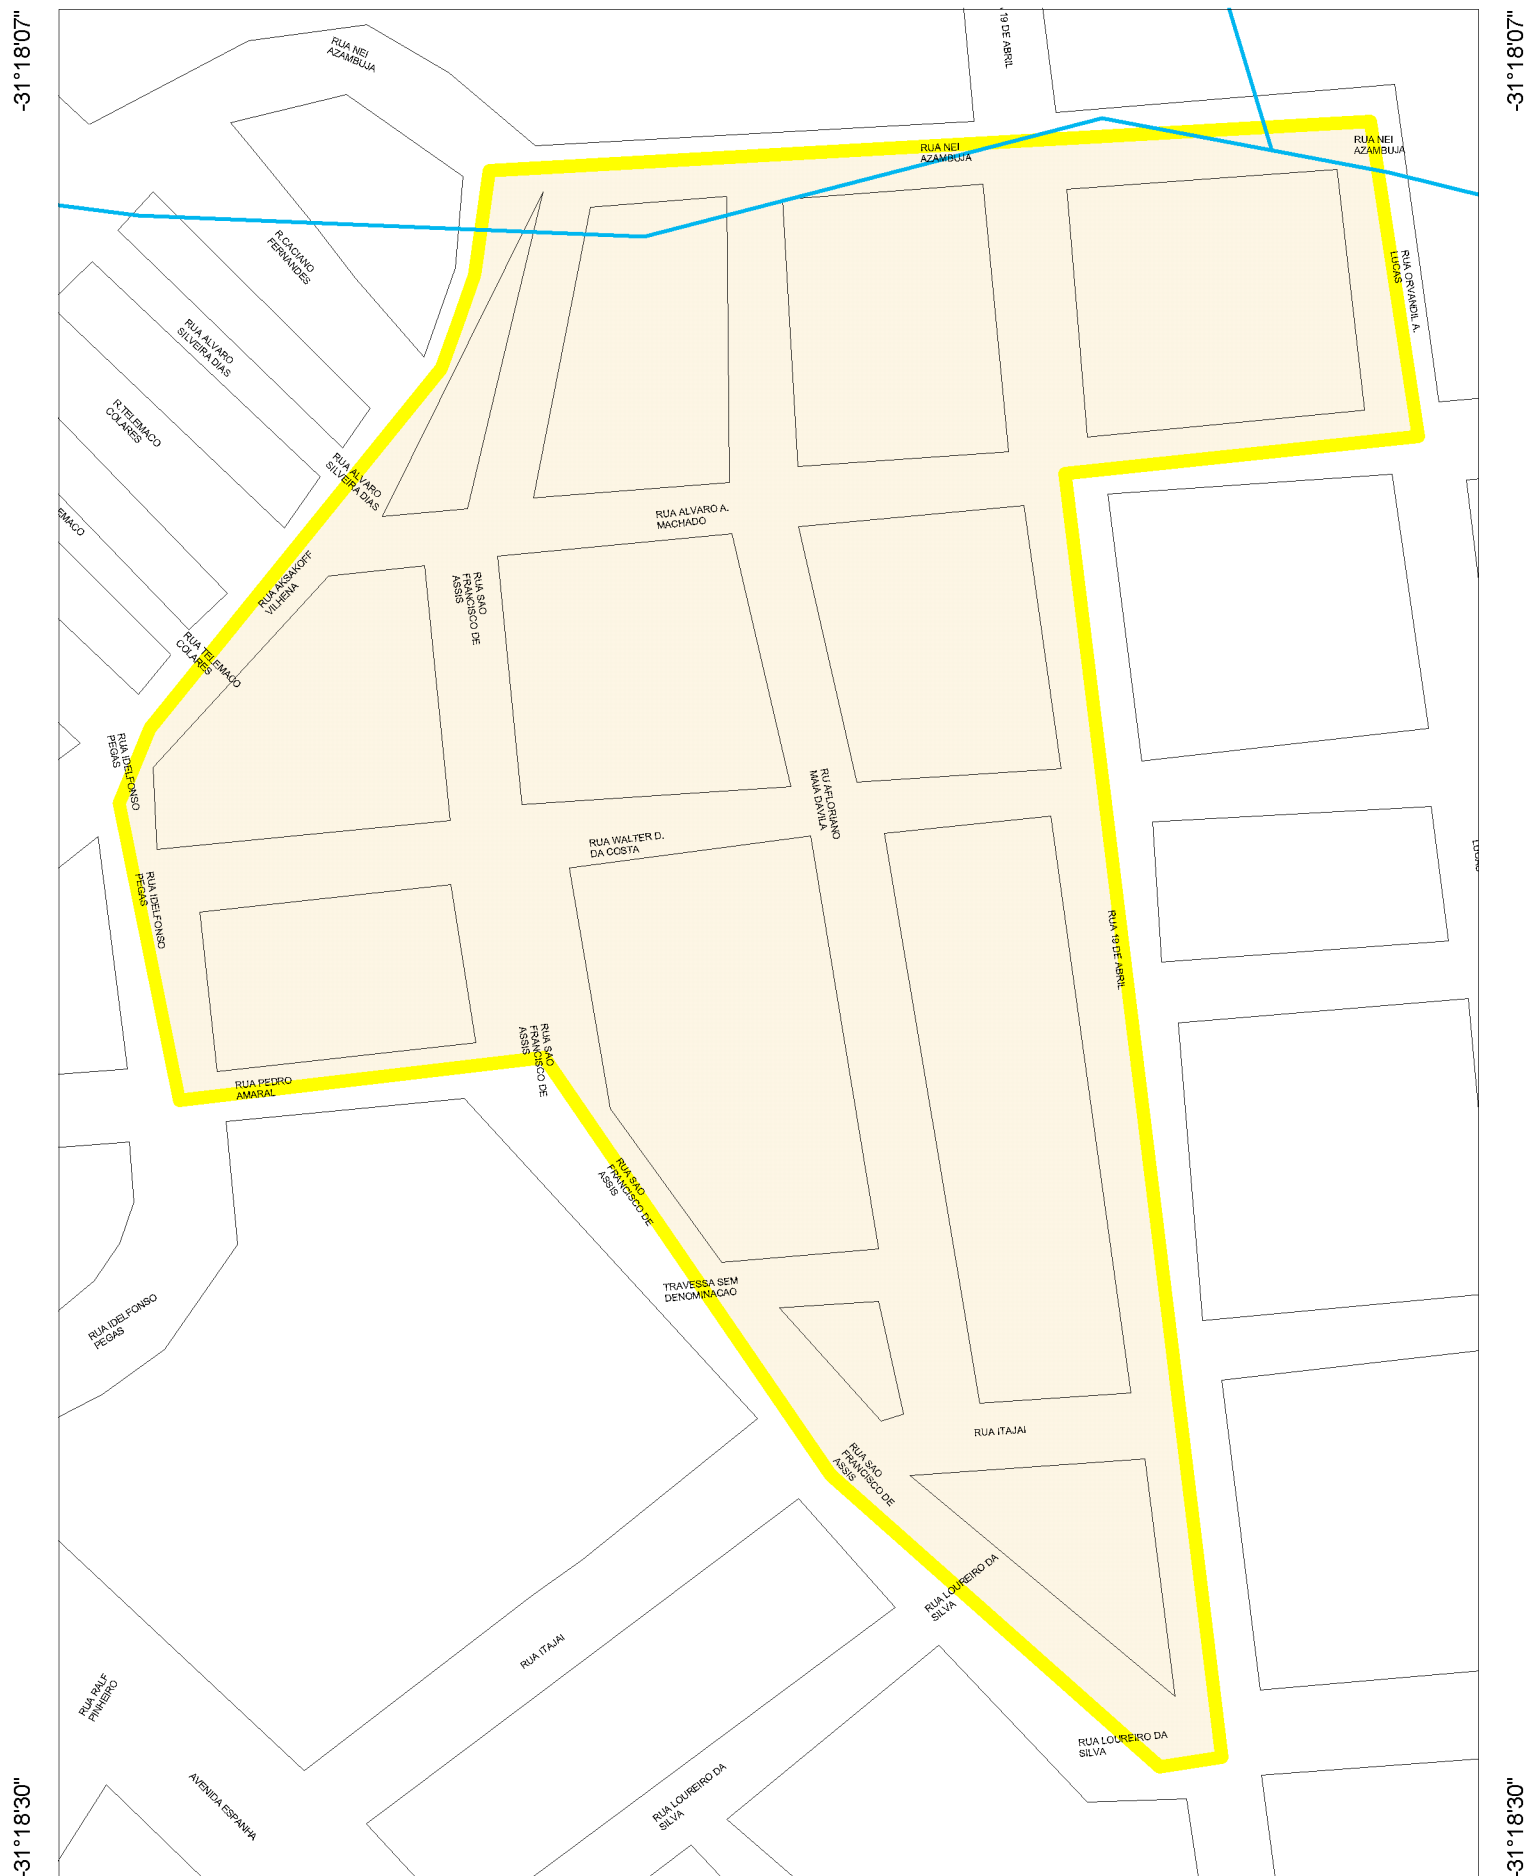 -31°18'07"
-31°18'07"
19 DE ABRIL
RUA NEI
AZAMBUJA
RUA NEI
AZAMBUJA
RUA NEI
AZAMBUJA
R.CACIANO
FERNANDES
RUA ORVANDIL A.
LUCAS
RUA ALVARO
SILVEIRA DIAS
R.TELEMACO
COLARES
RUA ALVARO
SILVEIRA DIAS
EMACO
RUA ALVARO A.
MACHADO
RUA AKSAKOFF
VILHENA
RUA SAO
FRANCISCO DE
ASSIS
RUA TELEMACO
COLARES
RUA IDELFONSO
PEGAS
RU AFLORIANO
MAIA DAVILA
RUA WALTER D.
DA COSTA
LUCAS
RUA IDELFONSO
PEGAS
RUA 19 DE ABRIL
RUA SAO
FRANCISCO DE
ASSIS
RUA PEDRO
AMARAL
RUA SAO
FRANCISCO DE
ASSIS
TRAVESSA SEM
DENOMINACAO
RUA IDELFONSO
PEGAS
RUA ITAJAI
RUA SAO
FRANCISCO DE
ASSIS
RUA LOUREIRO DA
SILVA
RUA ITAJAI
RUA RALF
PINHEIRO
RUA LOUREIRO DA
SILVA
AVENIDA ESPANHA
RUA LOUREIRO DA
SILVA
-31°18'30"
-31°18'30"